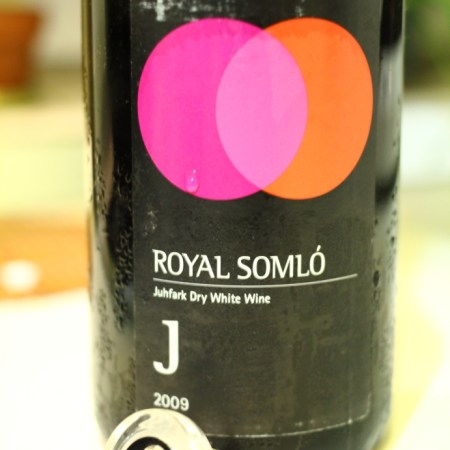 ROYAL SOMLÓ
Juhfark Dry White Wine
J
2009